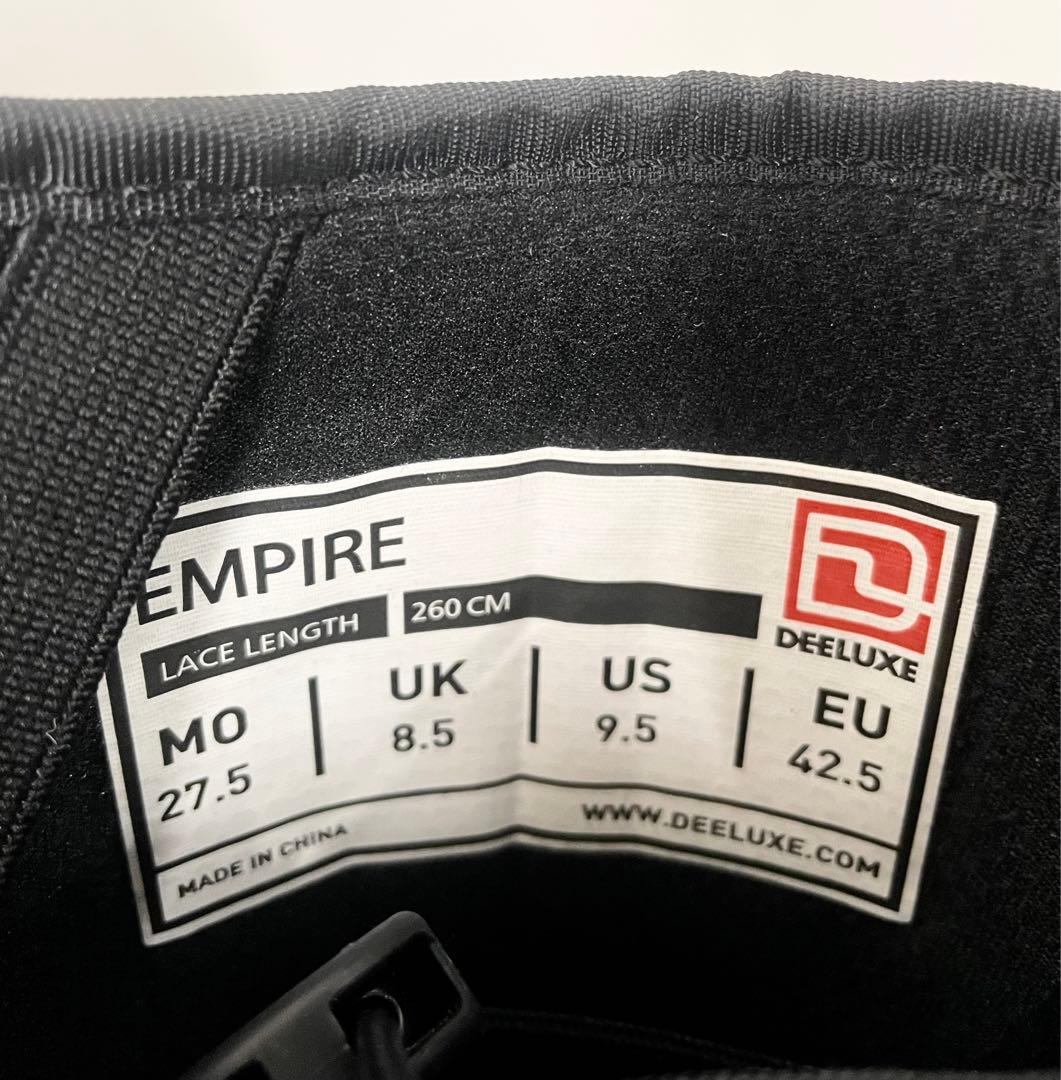 EMPIRE
LACE LENGTH 260 CM
DEELUXE
MO UK US EU
27.5 8.5 9.5 42.5
MADE IN CHINA WWW.DEELUXE.COM